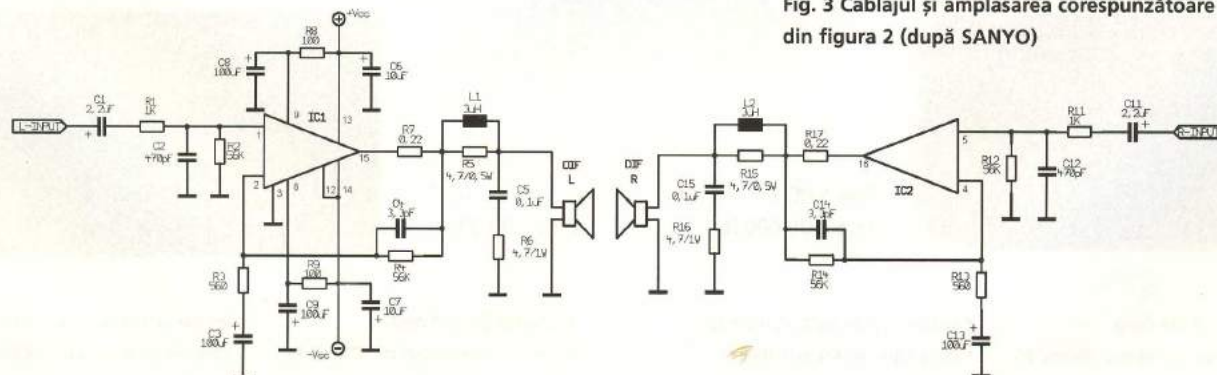 Fig. 3 Cablajul și amplasarea corespunzătoare
din figura 2 (după SANYO)
+Vcc
R8
100
C8
100uF
C6
10uF
L-INPUT
C1
2,2uF
R1
1K
C2
470pF
R2
56K
IC1
1
2
3
8
9
12
13
14
15
R7
0,22
L1
3uH
R5
4,7/0,5W
C5
0,1uF
R6
4,7/1W
DIF
L
C4
3,3pF
R4
56K
R3
560
C3
100uF
R9
100
C9
100uF
C7
10uF
-Vcc
DIF
R
L2
3uH
R15
4,7/0,5W
R17
0,22
C15
0,1uF
R16
4,7/1W
C14
3,3pF
R14
56K
16
IC2
5
4
R12
56K
R11
1K
C11
2,2uF
R-INPUT
C12
470pF
R13
560
C13
100uF